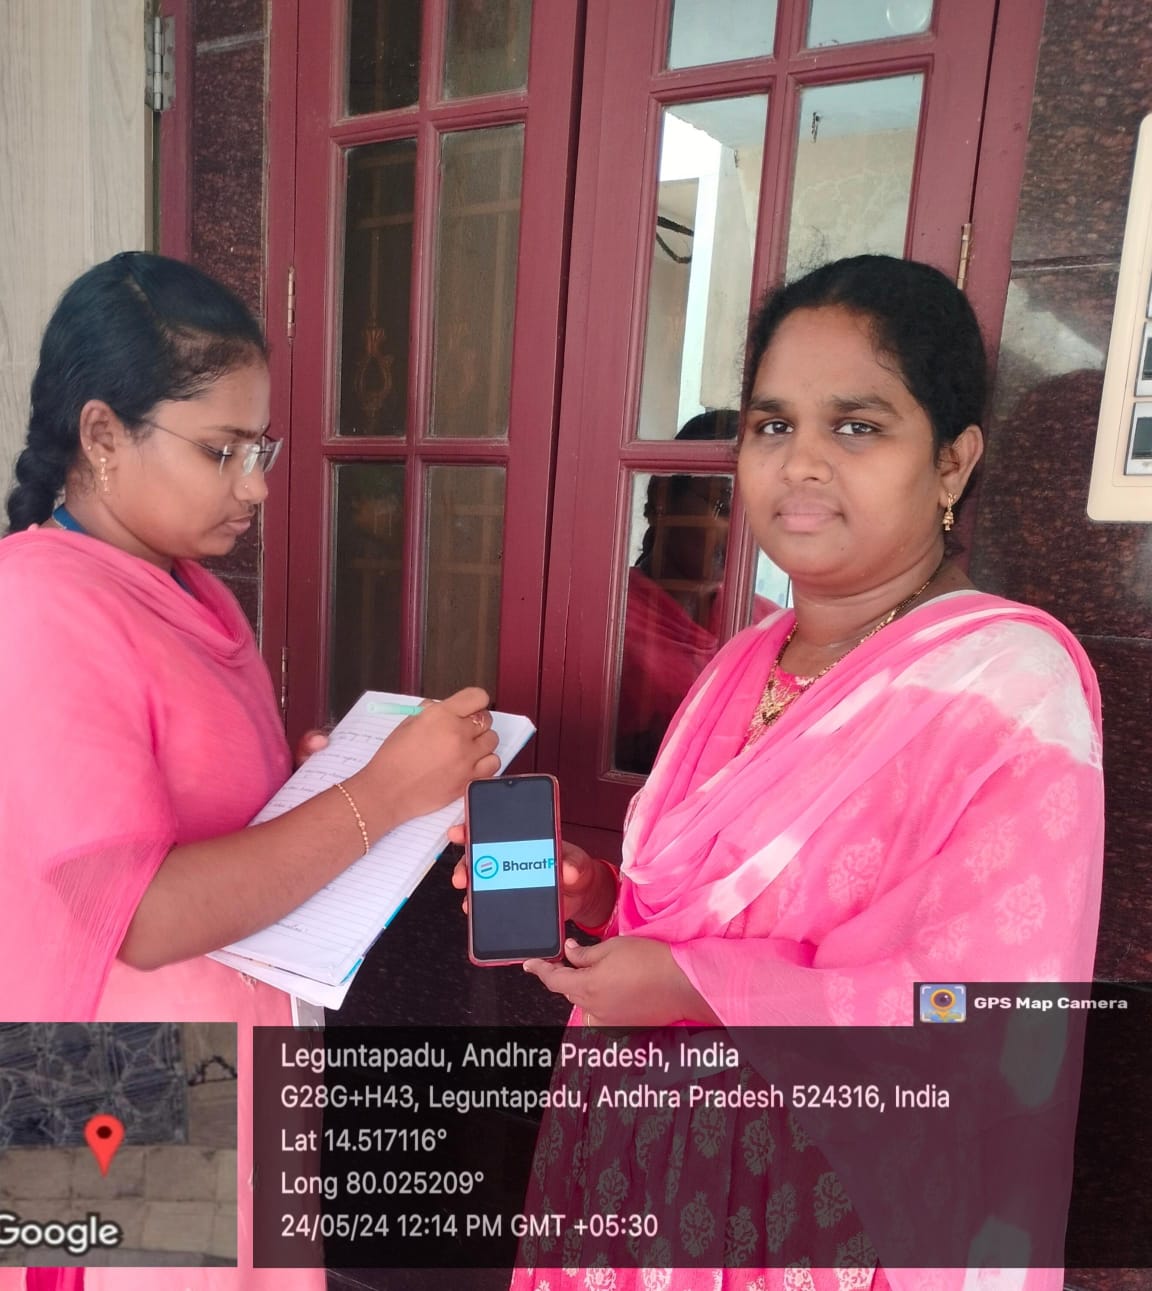 BharatP
GPS Map Camera
Leguntapadu, Andhra Pradesh, India
G28G+H43, Leguntapadu, Andhra Pradesh 524316, India
Lat 14.517116°
Long 80.025209°
24/05/24 12:14 PM GMT +05:30
Google